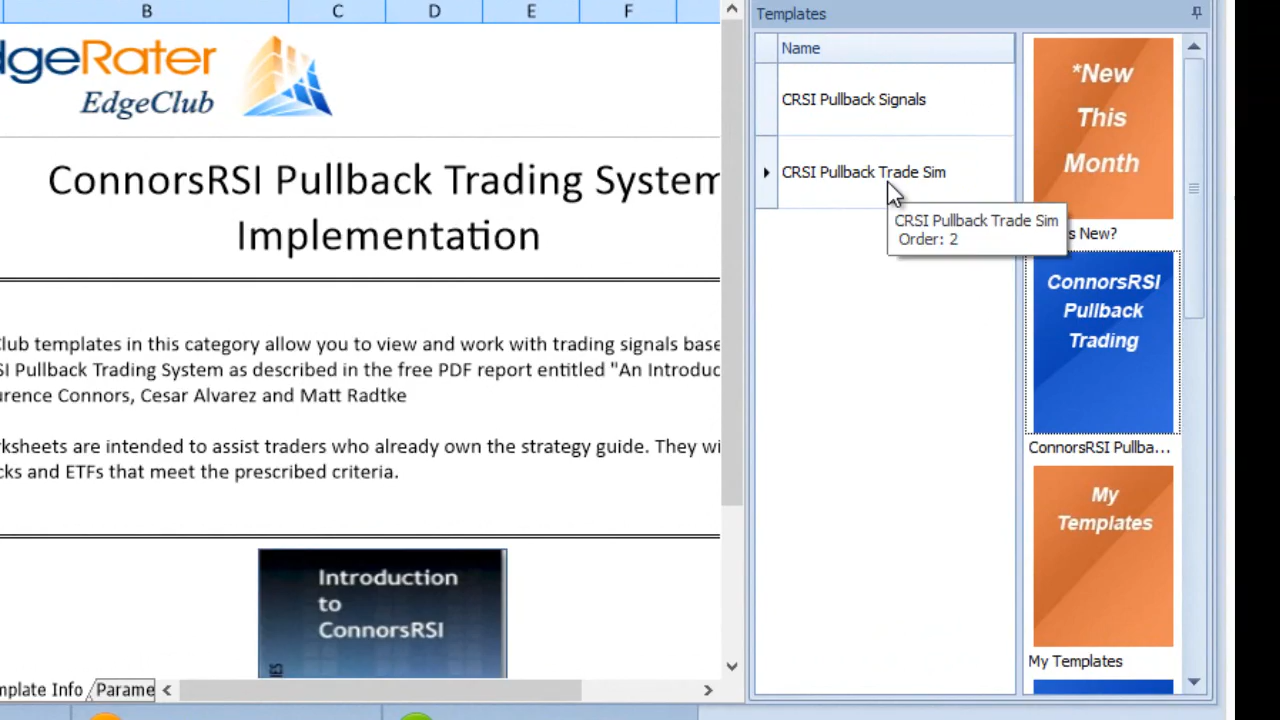 B C D E F
dgeRater
EdgeClub
ConnorsRSI Pullback Trading System
Implementation
Club templates in this category allow you to view and work with trading signals base
SI Pullback Trading System as described in the free PDF report entitled "An Introduc
urence Connors, Cesar Alvarez and Matt Radtke
ksheets are intended to assist traders who already own the strategy guide. They wi
cks and ETFs that meet the prescribed criteria.
Introduction
to
ConnorsRSI
mplate Info
Parame
Templates
Name
CRSI Pullback Signals
CRSI Pullback Trade Sim
CRSI Pullback Trade Sim
Order: 2
*New
This
Month
s New?
ConnorsRSI
Pullback
Trading
ConnorsRSI Pullba...
My
Templates
My Templates